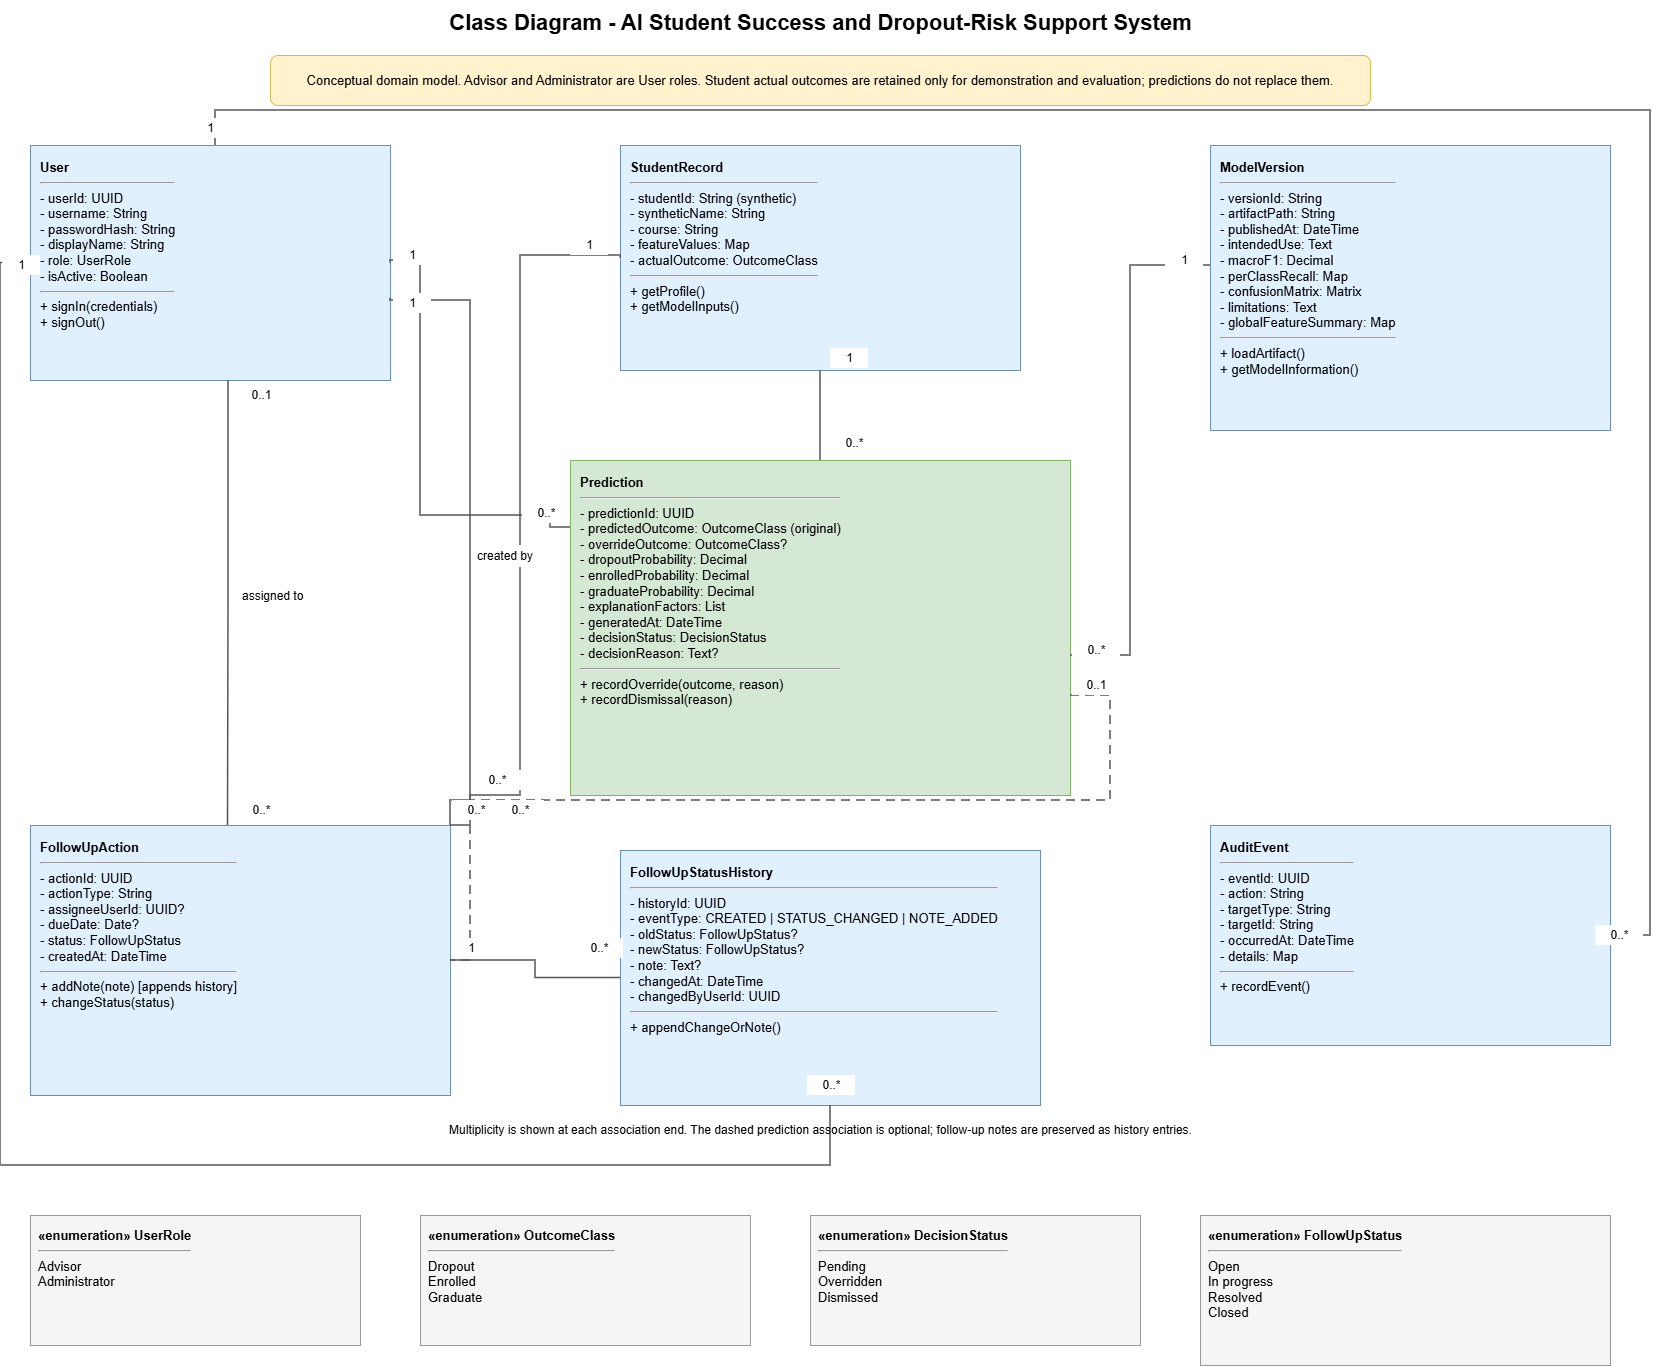 Class Diagram - AI Student Success and Dropout-Risk Support System
Conceptual domain model. Advisor and Administrator are User roles. Student actual outcomes are retained only for demonstration and evaluation; predictions do not replace them.
1
User
- userId: UUID
- username: String
- passwordHash: String
- displayName: String
- role: UserRole
- isActive: Boolean
+ signIn(credentials)
+ signOut()
1
1
1
0..1
StudentRecord
- studentId: String (synthetic)
- syntheticName: String
- course: String
- featureValues: Map
- actualOutcome: OutcomeClass
+ getProfile()
+ getModelInputs()
1
1
0..*
ModelVersion
- versionId: String
- artifactPath: String
- publishedAt: DateTime
- intendedUse: Text
- macroF1: Decimal
- perClassRecall: Map
- confusionMatrix: Matrix
- limitations: Text
- globalFeatureSummary: Map
+ loadArtifact()
+ getModelInformation()
1
Prediction
- predictionId: UUID
- predictedOutcome: OutcomeClass (original)
- overrideOutcome: OutcomeClass?
- dropoutProbability: Decimal
- enrolledProbability: Decimal
- graduateProbability: Decimal
- explanationFactors: List
- generatedAt: DateTime
- decisionStatus: DecisionStatus
- decisionReason: Text?
+ recordOverride(outcome, reason)
+ recordDismissal(reason)
0..*
created by
assigned to
0..*
0..1
0..*
0..*
0..*
0..*
FollowUpAction
- actionId: UUID
- actionType: String
- assigneeUserId: UUID?
- dueDate: Date?
- status: FollowUpStatus
- createdAt: DateTime
+ addNote(note) [appends history]
+ changeStatus(status)
1
0..*
FollowUpStatusHistory
- historyId: UUID
- eventType: CREATED | STATUS_CHANGED | NOTE_ADDED
- oldStatus: FollowUpStatus?
- newStatus: FollowUpStatus?
- note: Text?
- changedAt: DateTime
- changedByUserId: UUID
+ appendChangeOrNote()
0..*
AuditEvent
- eventId: UUID
- action: String
- targetType: String
- targetId: String
- occurredAt: DateTime
- details: Map
+ recordEvent()
0..*
Multiplicity is shown at each association end. The dashed prediction association is optional; follow-up notes are preserved as history entries.
«enumeration» UserRole
Advisor
Administrator
«enumeration» OutcomeClass
Dropout
Enrolled
Graduate
«enumeration» DecisionStatus
Pending
Overridden
Dismissed
«enumeration» FollowUpStatus
Open
In progress
Resolved
Closed